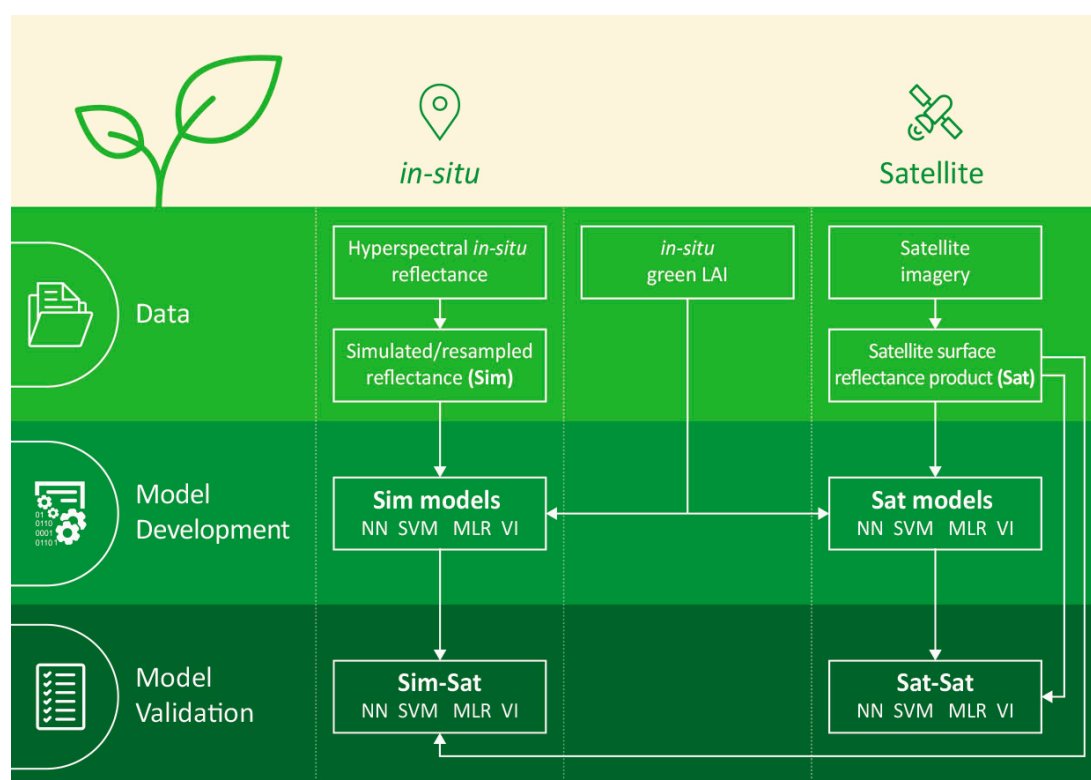 in-situ
Satellite
Data
Hyperspectral in-situ
reflectance
in-situ
green LAI
Satellite
imagery
Simulated/resampled
reflectance (Sim)
Satellite surface
reflectance product (Sat)
Model
Development
01
0110
0001
01101
Sim models
NN SVM MLR VI
Sat models
NN SVM MLR VI
Model
Validation
Sim-Sat
NN SVM MLR VI
Sat-Sat
NN SVM MLR VI